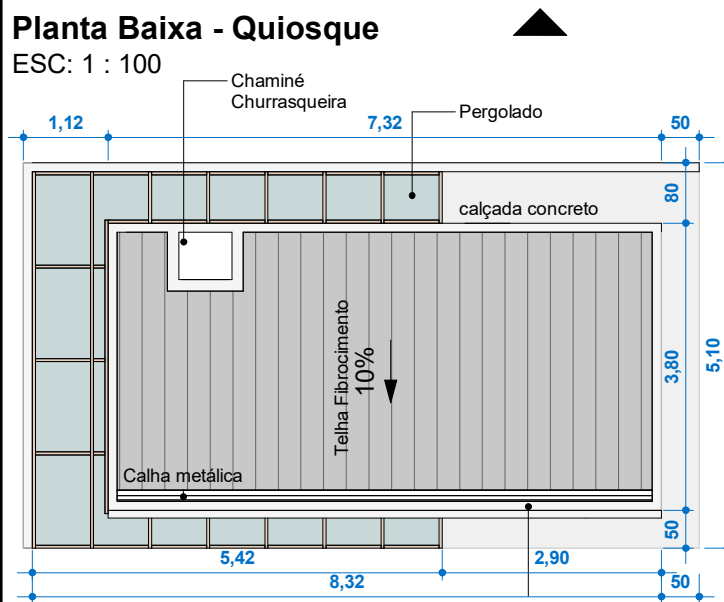 Planta Baixa - Quiosque
ESC: 1 : 100
Chaminé
Churrasqueira
Pergolado
1,12
7,32
50
80
calçada concreto
3,80
5,10
Telha Fibrocimento
10%
Calha metálica
50
5,42
2,90
8,32
50